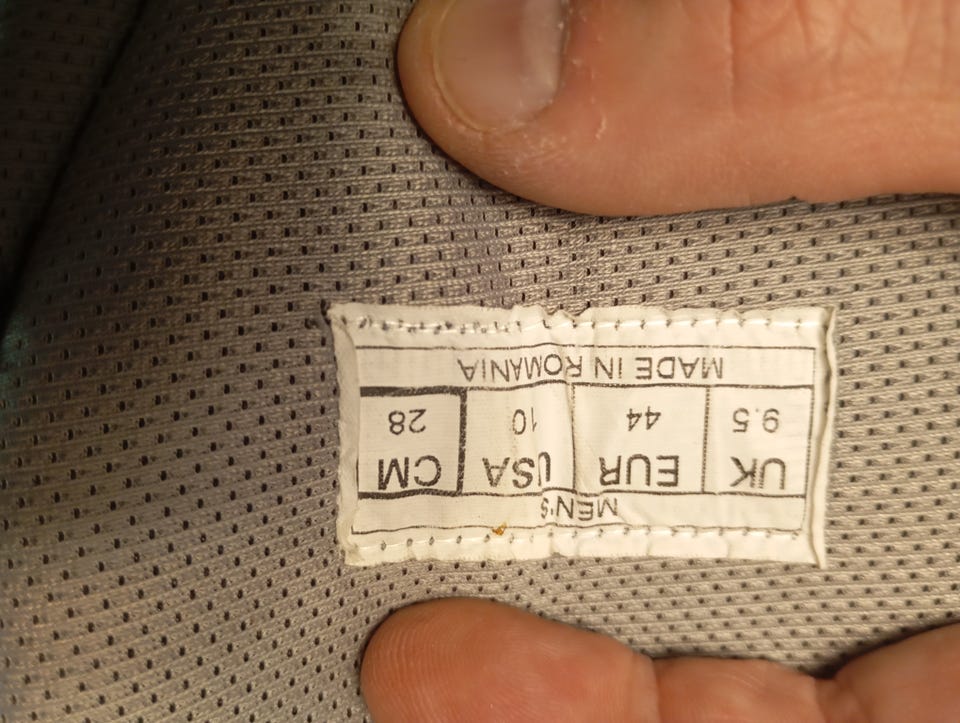 MEN'S
UK EUR USA CM
9.5 44 10 28
MADE IN ROMANIA